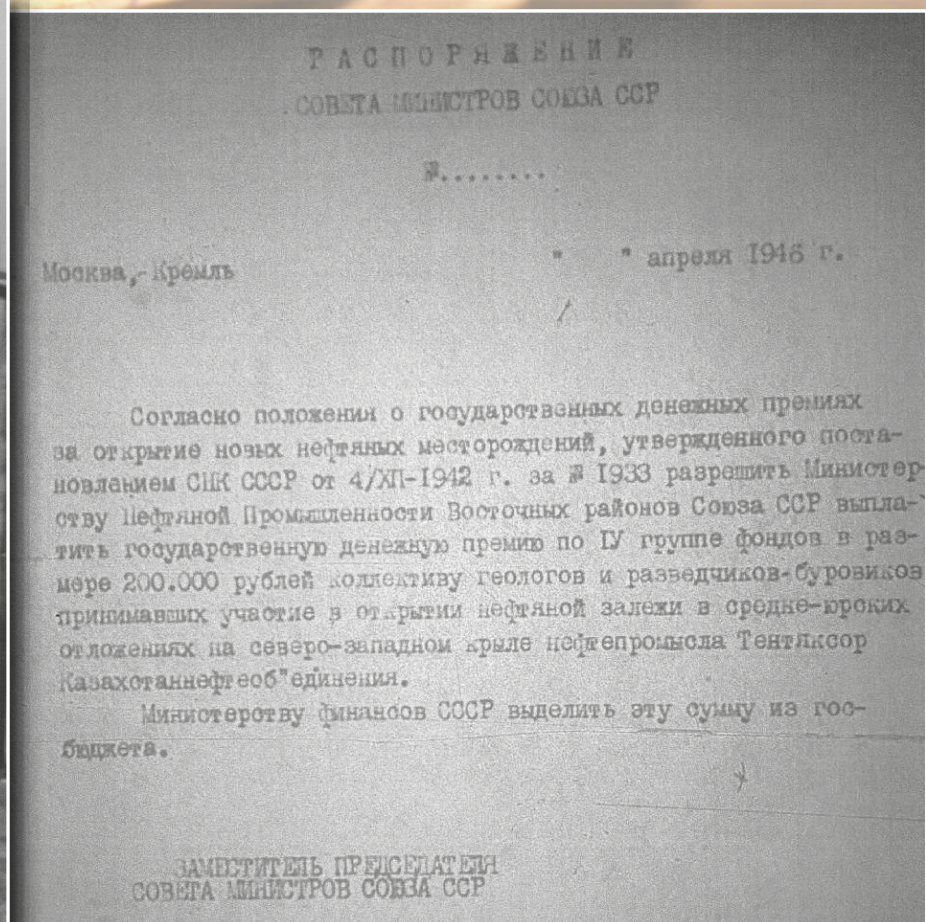 РАСПОРЯЖЕНИЕ
СОВЕТА МИНИСТРОВ СОЮЗА ССР
№........
Москва,-Кремль " " апреля 1946 г.
Согласно положения о государственных денежных премиях
за открытие новых нефтяных месторождений, утвержденного поста-
новлением СНК СССР от 4/ХП-1942 г. за № 1933 разрешить Министер-
ству Нефтяной Промышленности Восточных районов Союза ССР выпла-
тить государственную денежную премию по IУ группе фондов в раз-
мере 200.000 рублей коллективу геологов и разведчиков-буровиков
принимавших участие в открытии нефтяной залежи в средне-юрских
отложениях на северо-западном крыле нефтепромысла Тентяксор
Казахстаннефтеоб"единения.
Министерству финансов СССР выделить эту сумму из гос-
бюджета.
ЗАМЕСТИТЕЛЬ ПРЕДСЕДАТЕЛЯ
СОВЕТА МИНИСТРОВ СОЮЗА ССР